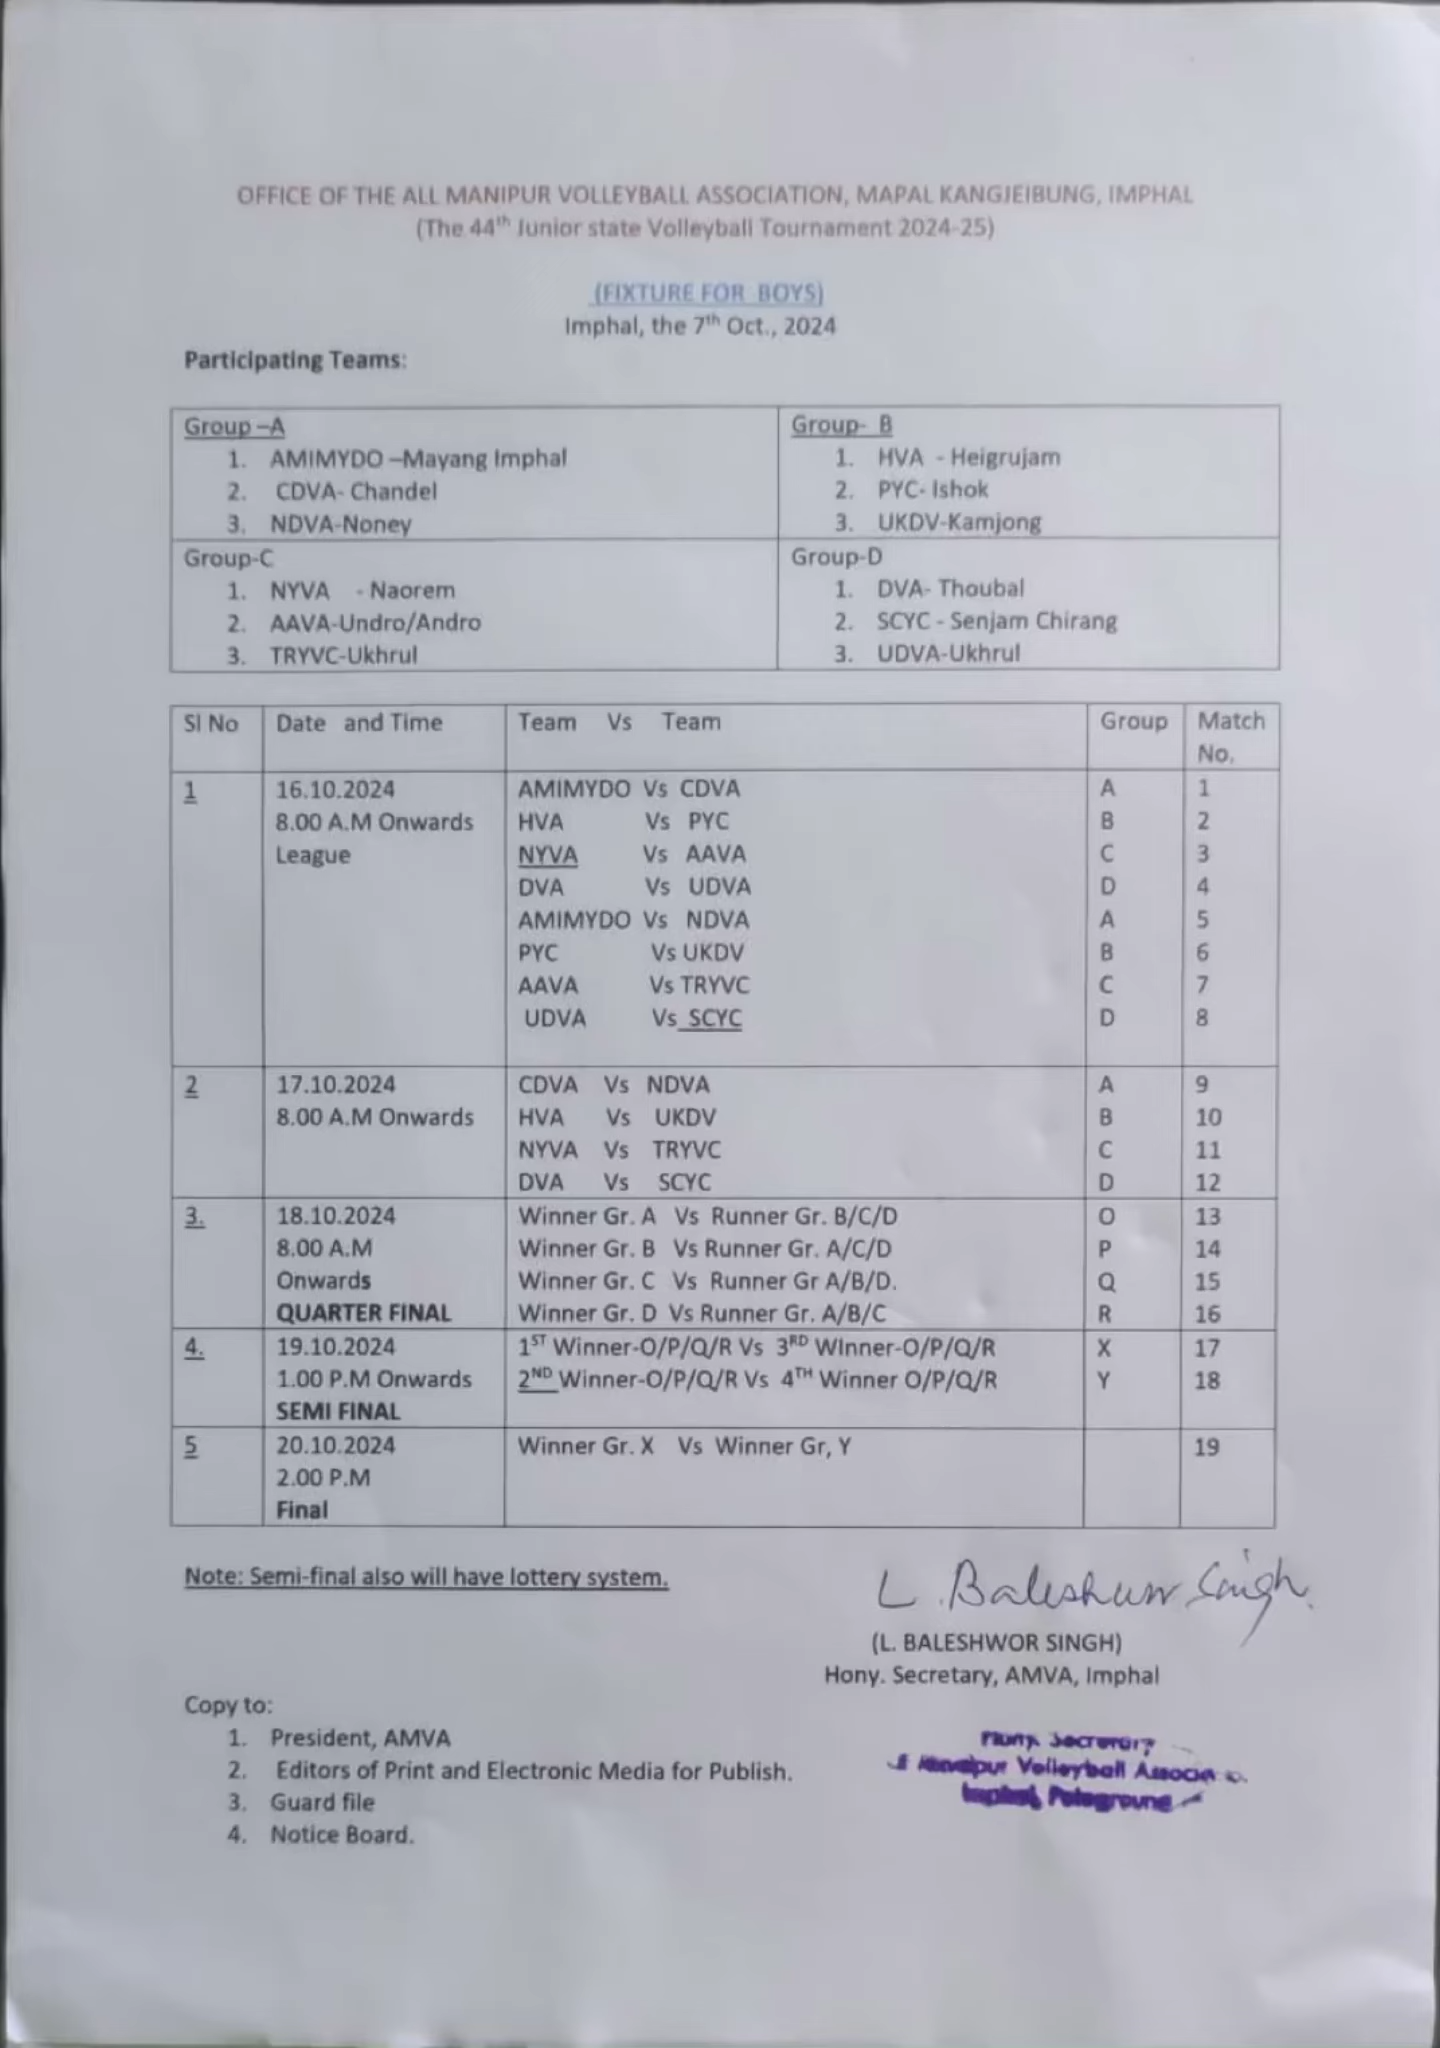 OFFICE OF THE ALL MANIPUR VOLLEYBALL ASSOCIATION, MAPAL KANGJEIBUNG, IMPHAL
(The 44th Junior state Volleyball Tournament 2024-25)
(FIXTURE FOR BOYS)
Imphal, the 7th Oct., 2024
Participating Teams:
Group –A
1. AMIMYDO –Mayang Imphal
2. CDVA- Chandel
3. NDVA-Noney
Group- B
1. HVA - Heigrujam
2. PYC- Ishok
3. UKDV-Kamjong
Group-C
1. NYVA - Naorem
2. AAVA-Undro/Andro
3. TRYVC-Ukhrul
Group-D
1. DVA- Thoubal
2. SCYC - Senjam Chirang
3. UDVA-Ukhrul
Sl No Date and Time Team Vs Team Group Match
No.
1 16.10.2024 AMIMYDO Vs CDVA A 1
8.00 A.M Onwards HVA Vs PYC B 2
League NYVA Vs AAVA C 3
DVA Vs UDVA D 4
AMIMYDO Vs NDVA A 5
PYC Vs UKDV B 6
AAVA Vs TRYVC C 7
UDVA Vs SCYC D 8
2 17.10.2024 CDVA Vs NDVA A 9
8.00 A.M Onwards HVA Vs UKDV B 10
NYVA Vs TRYVC C 11
DVA Vs SCYC D 12
3. 18.10.2024 Winner Gr. A Vs Runner Gr. B/C/D O 13
8.00 A.M Winner Gr. B Vs Runner Gr. A/C/D P 14
Onwards Winner Gr. C Vs Runner Gr A/B/D. Q 15
QUARTER FINAL Winner Gr. D Vs Runner Gr. A/B/C R 16
4. 19.10.2024 1ST Winner-O/P/Q/R Vs 3RD WInner-O/P/Q/R X 17
1.00 P.M Onwards 2ND Winner-O/P/Q/R Vs 4TH Winner O/P/Q/R Y 18
SEMI FINAL
5 20.10.2024 Winner Gr. X Vs Winner Gr, Y 19
2.00 P.M
Final
Note: Semi-final also will have lottery system.
L. Baleshwor Singh.
(L. BALESHWOR SINGH)
Hony. Secretary, AMVA, Imphal
Copy to:
1. President, AMVA
2. Editors of Print and Electronic Media for Publish.
3. Guard file
4. Notice Board.
Hony. Secretary
Manipur Volleyball
Imphal,